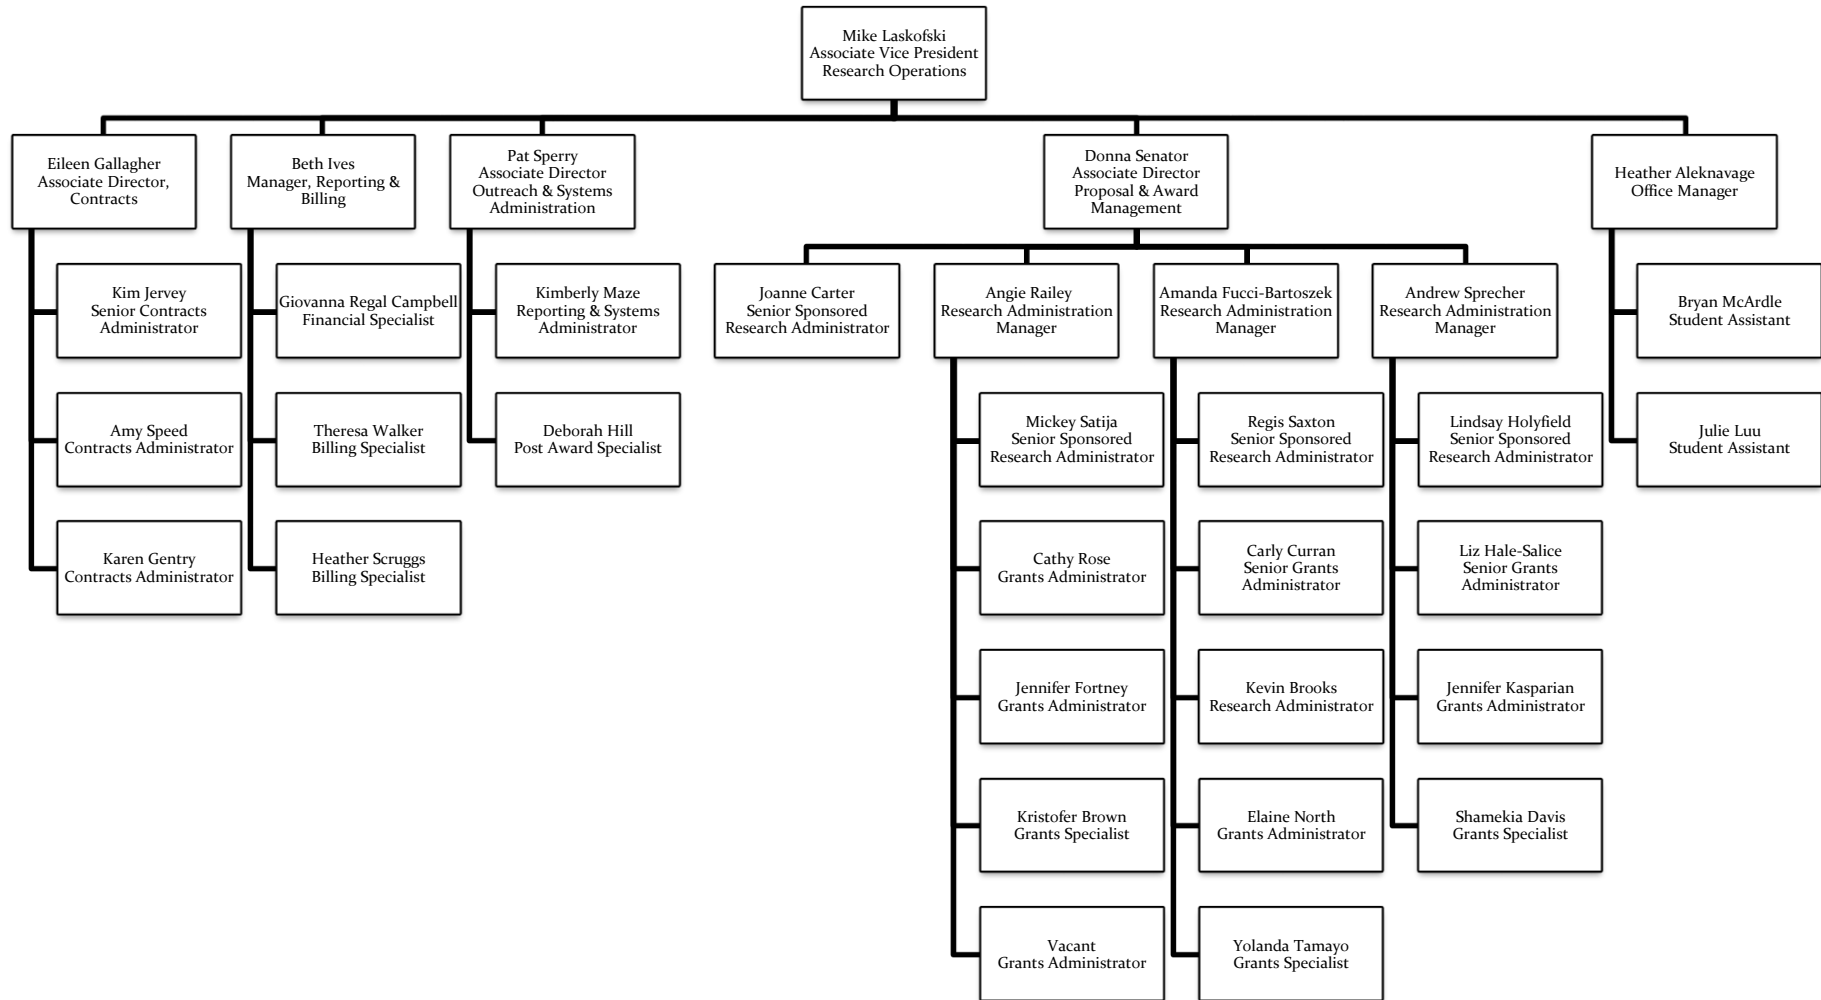 Mike Laskofski
Associate Vice President
Research Operations
Eileen Gallagher
Associate Director,
Contracts
Beth Ives
Manager, Reporting &
Billing
Pat Sperry
Associate Director
Outreach & Systems
Administration
Donna Senator
Associate Director
Proposal & Award
Management
Heather Aleknavage
Office Manager
Kim Jervey
Senior Contracts
Administrator
Giovanna Regal Campbell
Financial Specialist
Kimberly Maze
Reporting & Systems
Administrator
Joanne Carter
Senior Sponsored
Research Administrator
Angie Railey
Research Administration
Manager
Amanda Fucci-Bartoszek
Research Administration
Manager
Andrew Sprecher
Research Administration
Manager
Bryan McArdle
Student Assistant
Amy Speed
Contracts Administrator
Theresa Walker
Billing Specialist
Deborah Hill
Post Award Specialist
Mickey Satija
Senior Sponsored
Research Administrator
Regis Saxton
Senior Sponsored
Research Administrator
Lindsay Holyfield
Senior Sponsored
Research Administrator
Julie Luu
Student Assistant
Karen Gentry
Contracts Administrator
Heather Scruggs
Billing Specialist
Cathy Rose
Grants Administrator
Carly Curran
Senior Grants
Administrator
Liz Hale-Salice
Senior Grants
Administrator
Jennifer Fortney
Grants Administrator
Kevin Brooks
Research Administrator
Jennifer Kasparian
Grants Administrator
Kristofer Brown
Grants Specialist
Elaine North
Grants Administrator
Shamekia Davis
Grants Specialist
Vacant
Grants Administrator
Yolanda Tamayo
Grants Specialist